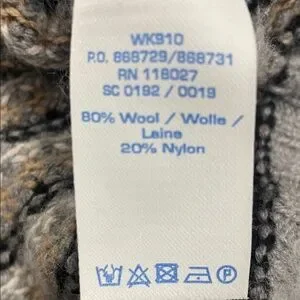 WK910
P.O. 868729/868731
RN 118027
SC 0192 / 0019
80% Wool / Wolle /
Laine
20% Nylon
P